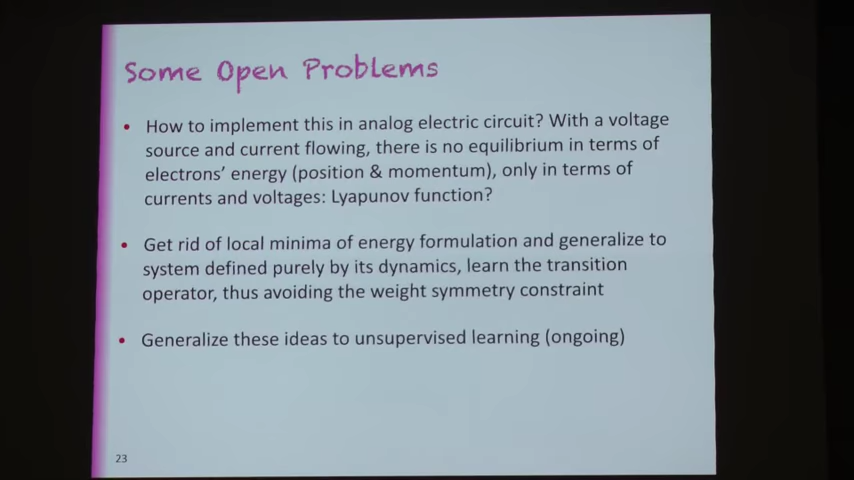 Some Open Problems
• How to implement this in analog electric circuit? With a voltage
source and current flowing, there is no equilibrium in terms of
electrons' energy (position & momentum), only in terms of
currents and voltages: Lyapunov function?
• Get rid of local minima of energy formulation and generalize to
system defined purely by its dynamics, learn the transition
operator, thus avoiding the weight symmetry constraint
• Generalize these ideas to unsupervised learning (ongoing)
23